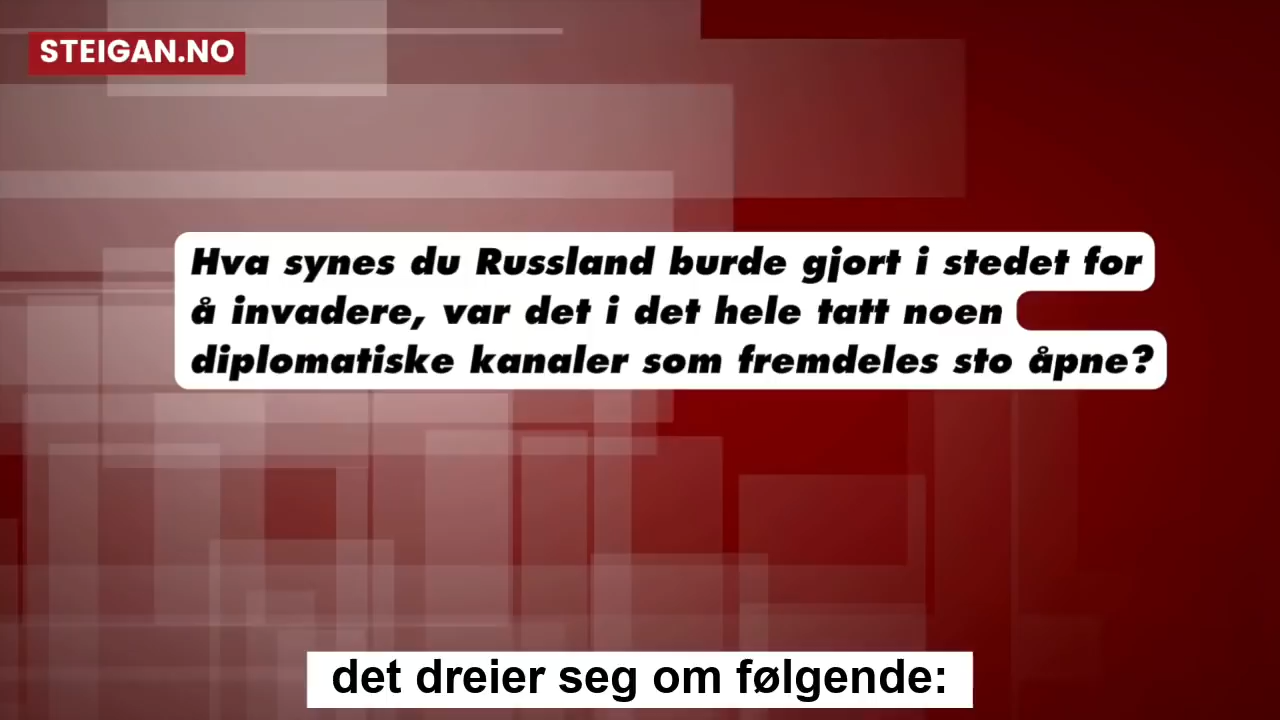 STEIGAN.NO
Hva synes du Russland burde gjort i stedet for
å invadere, var det i det hele tatt noen
diplomatiske kanaler som fremdeles sto åpne?
det dreier seg om følgende: